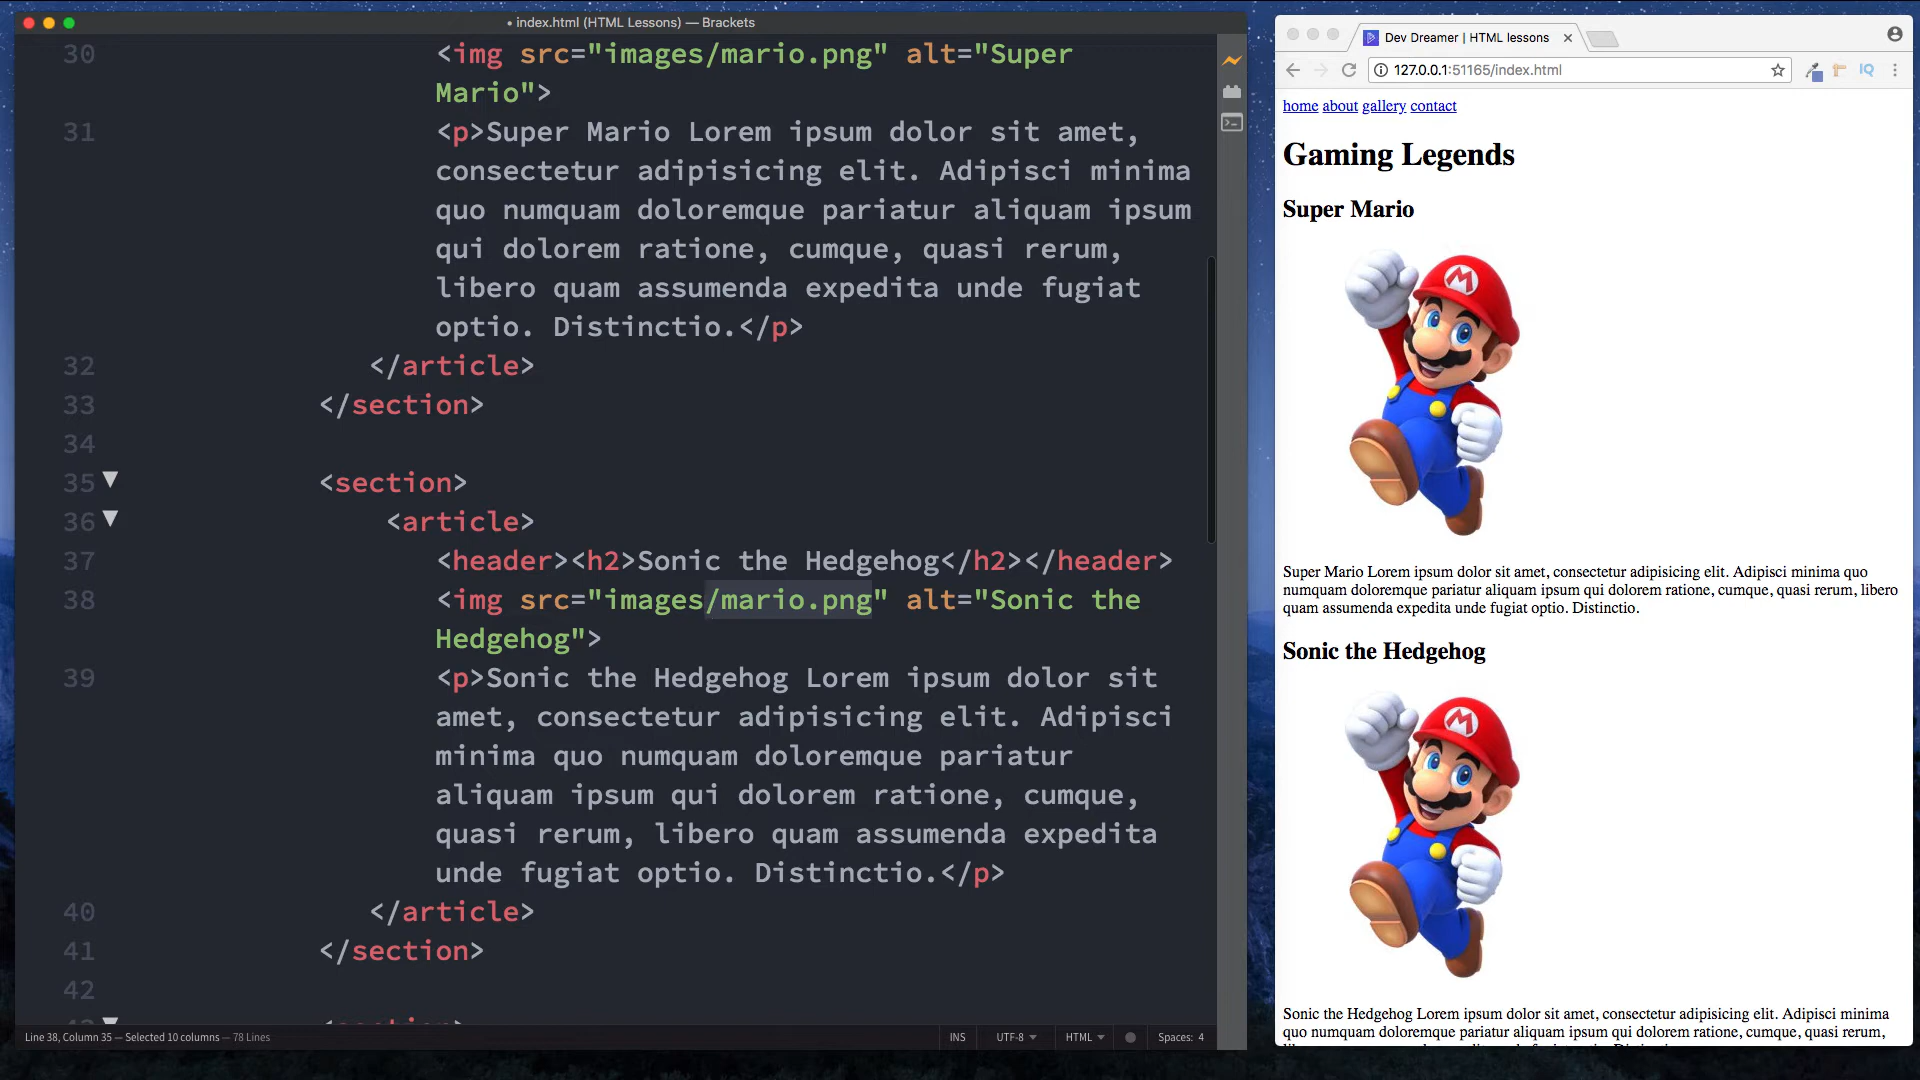 index.html (HTML Lessons) — Brackets
30 <img src="images/mario.png" alt="Super
Mario">
31 <p>Super Mario Lorem ipsum dolor sit amet,
consectetur adipisicing elit. Adipisci minima
quo numquam doloremque pariatur aliquam ipsum
qui dolorem ratione, cumque, quasi rerum,
libero quam assumenda expedita unde fugiat
optio. Distinctio.</p>
32 </article>
33 </section>
34
35 <section>
36 <article>
37 <header><h2>Sonic the Hedgehog</h2></header>
38 <img src="images/mario.png" alt="Sonic the
Hedgehog">
39 <p>Sonic the Hedgehog Lorem ipsum dolor sit
amet, consectetur adipisicing elit. Adipisci
minima quo numquam doloremque pariatur
aliquam ipsum qui dolorem ratione, cumque,
quasi rerum, libero quam assumenda expedita
unde fugiat optio. Distinctio.</p>
40 </article>
41 </section>
42
Line 38, Column 35 — Selected 10 columns — 78 Lines
INS UTF-8 HTML Spaces: 4
Dev Dreamer | HTML lessons
127.0.0.1:51165/index.html
IQ
home about gallery contact
Gaming Legends
Super Mario
M
Super Mario Lorem ipsum dolor sit amet, consectetur adipisicing elit. Adipisci minima quo
numquam doloremque pariatur aliquam ipsum qui dolorem ratione, cumque, quasi rerum, libero
quam assumenda expedita unde fugiat optio. Distinctio.
Sonic the Hedgehog
M
Sonic the Hedgehog Lorem ipsum dolor sit amet, consectetur adipisicing elit. Adipisci minima
quo numquam doloremque pariatur aliquam ipsum qui dolorem ratione, cumque, quasi rerum,